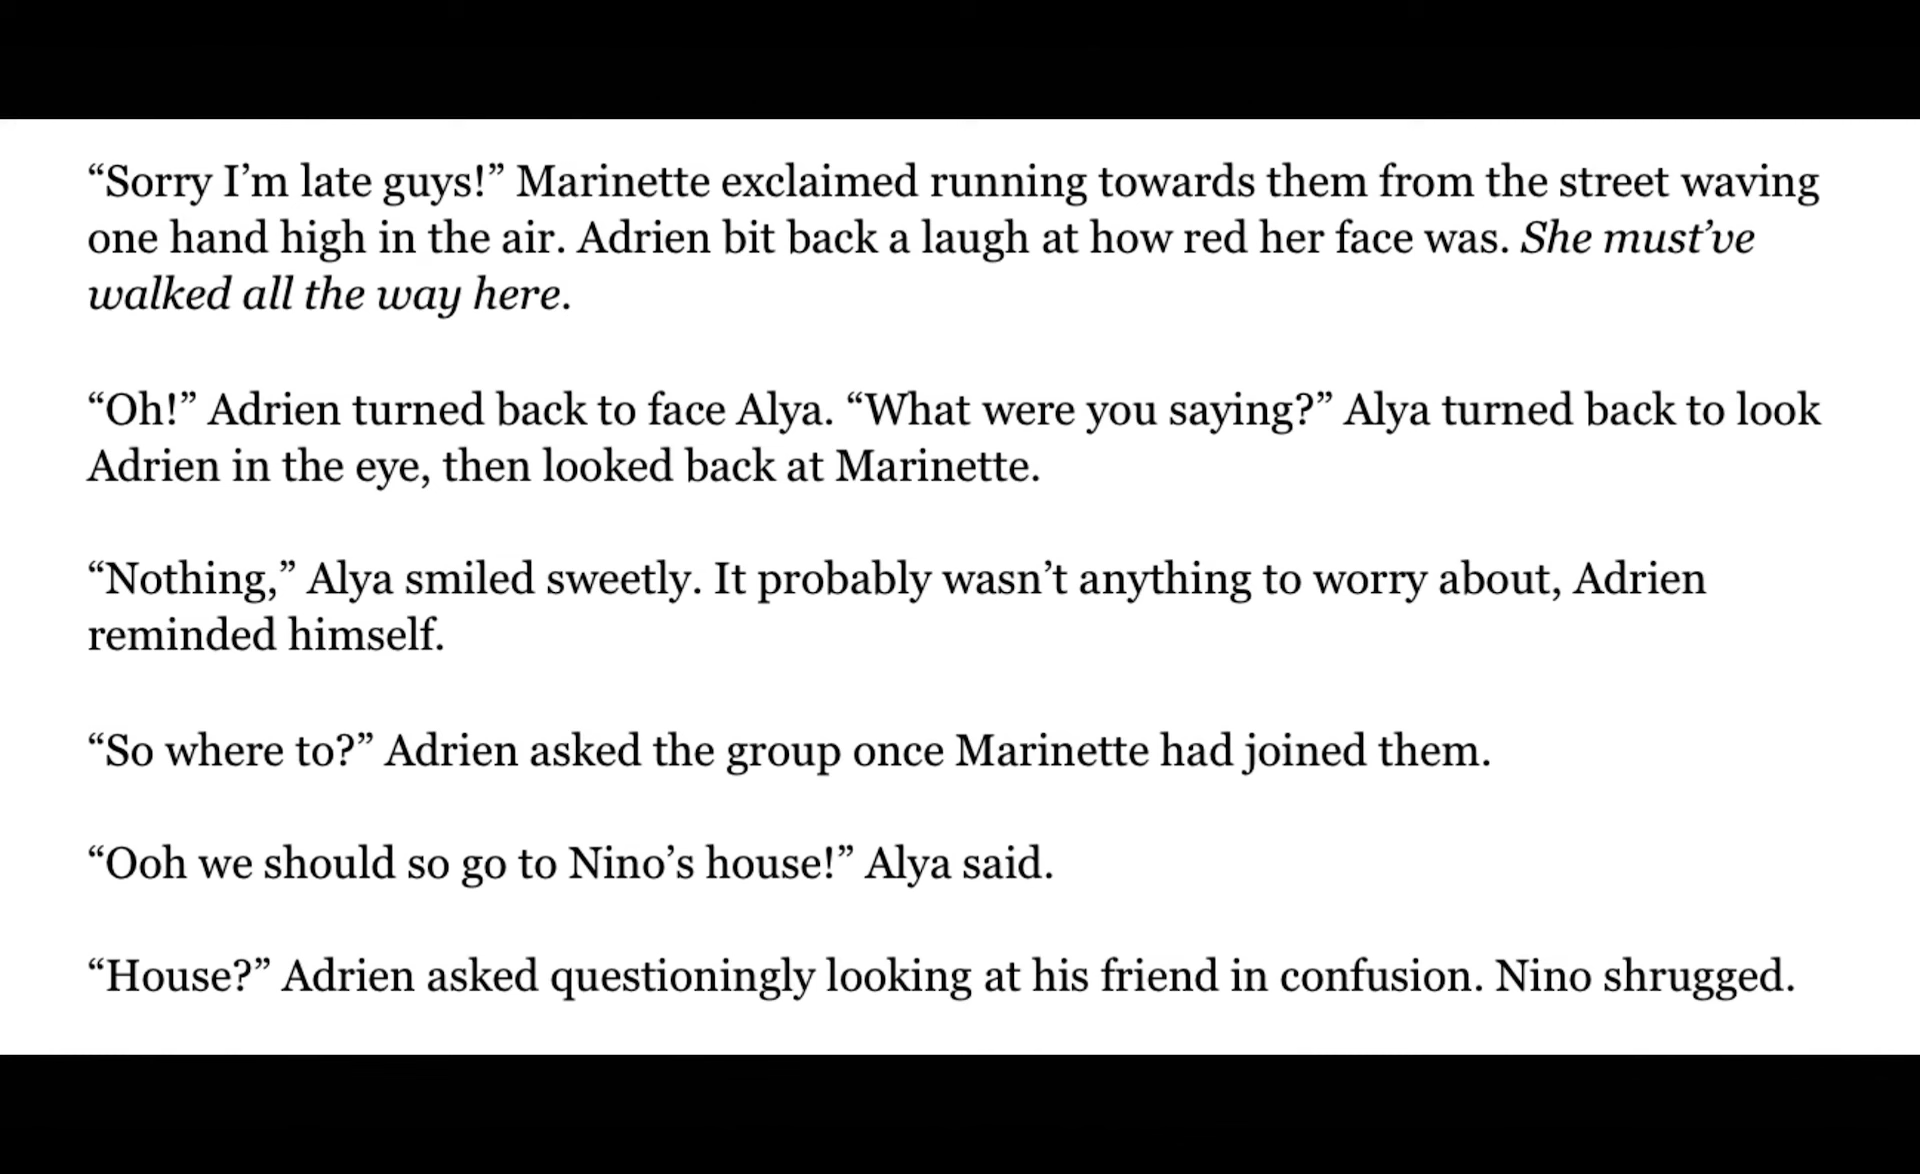 “Sorry I’m late guys!” Marinette exclaimed running towards them from the street waving
one hand high in the air. Adrien bit back a laugh at how red her face was. She must’ve
walked all the way here.
“Oh!” Adrien turned back to face Alya. “What were you saying?” Alya turned back to look
Adrien in the eye, then looked back at Marinette.
“Nothing,” Alya smiled sweetly. It probably wasn’t anything to worry about, Adrien
reminded himself.
“So where to?” Adrien asked the group once Marinette had joined them.
“Ooh we should so go to Nino’s house!” Alya said.
“House?” Adrien asked questioningly looking at his friend in confusion. Nino shrugged.